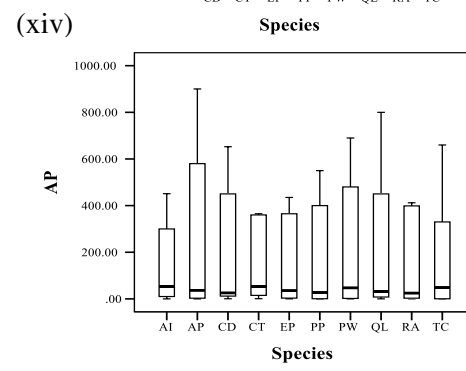 CD CT EP PP PW QL RA TC
(xiv)
Species
1000.00
800.00
600.00
AP
400.00
200.00
.00
AI AP CD CT EP PP PW QL RA TC
Species